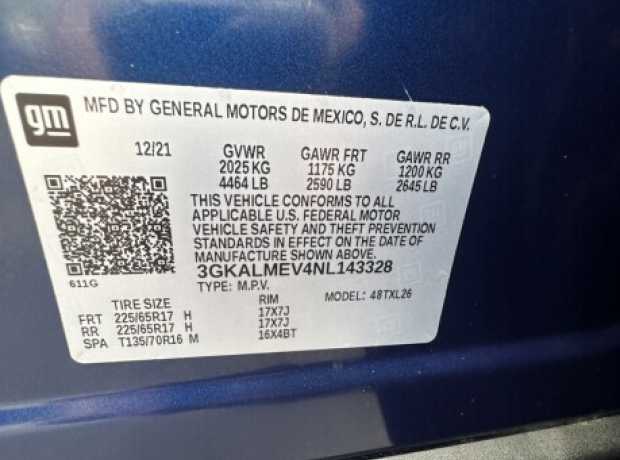 gm
MFD BY GENERAL MOTORS DE MEXICO, S. DE R.L. DE C.V.
12/21 GVWR GAWR FRT GAWR RR
2025 KG 1175 KG 1200 KG
4464 LB 2590 LB 2645 LB
THIS VEHICLE CONFORMS TO ALL
APPLICABLE U.S. FEDERAL MOTOR
VEHICLE SAFETY AND THEFT PREVENTION
STANDARDS IN EFFECT ON THE DATE OF
MANUFACTURE SHOWN ABOVE.
3GKALMEV4NL143328
611G TYPE: M.P.V. MODEL: 48TXL26
TIRE SIZE RIM
FRT 225/65R17 H 17X7J
RR 225/65R17 H 17X7J
SPA T135/70R16 M 16X4BT